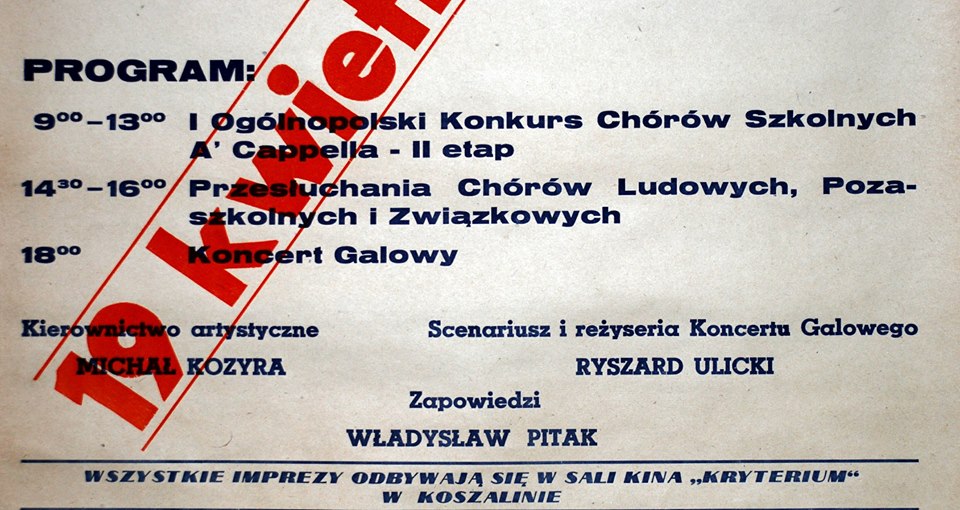 19 kwiet
PROGRAM:
9⁰⁰–13⁰⁰ I Ogólnopolski Konkurs Chórów Szkolnych
A' Cappella - II etap
14³⁰–16⁰⁰ Przesłuchania Chórów Ludowych, Poza-
szkolnych i Związkowych
18⁰⁰ Koncert Galowy
Kierownictwo artystyczne Scenariusz i reżyseria Koncertu Galowego
MICHAŁ KOZYRA RYSZARD ULICKI
Zapowiedzi
WŁADYSŁAW PITAK
WSZYSTKIE IMPREZY ODBYWAJĄ SIĘ W SALI KINA „KRYTERIUM“
W KOSZALINIE